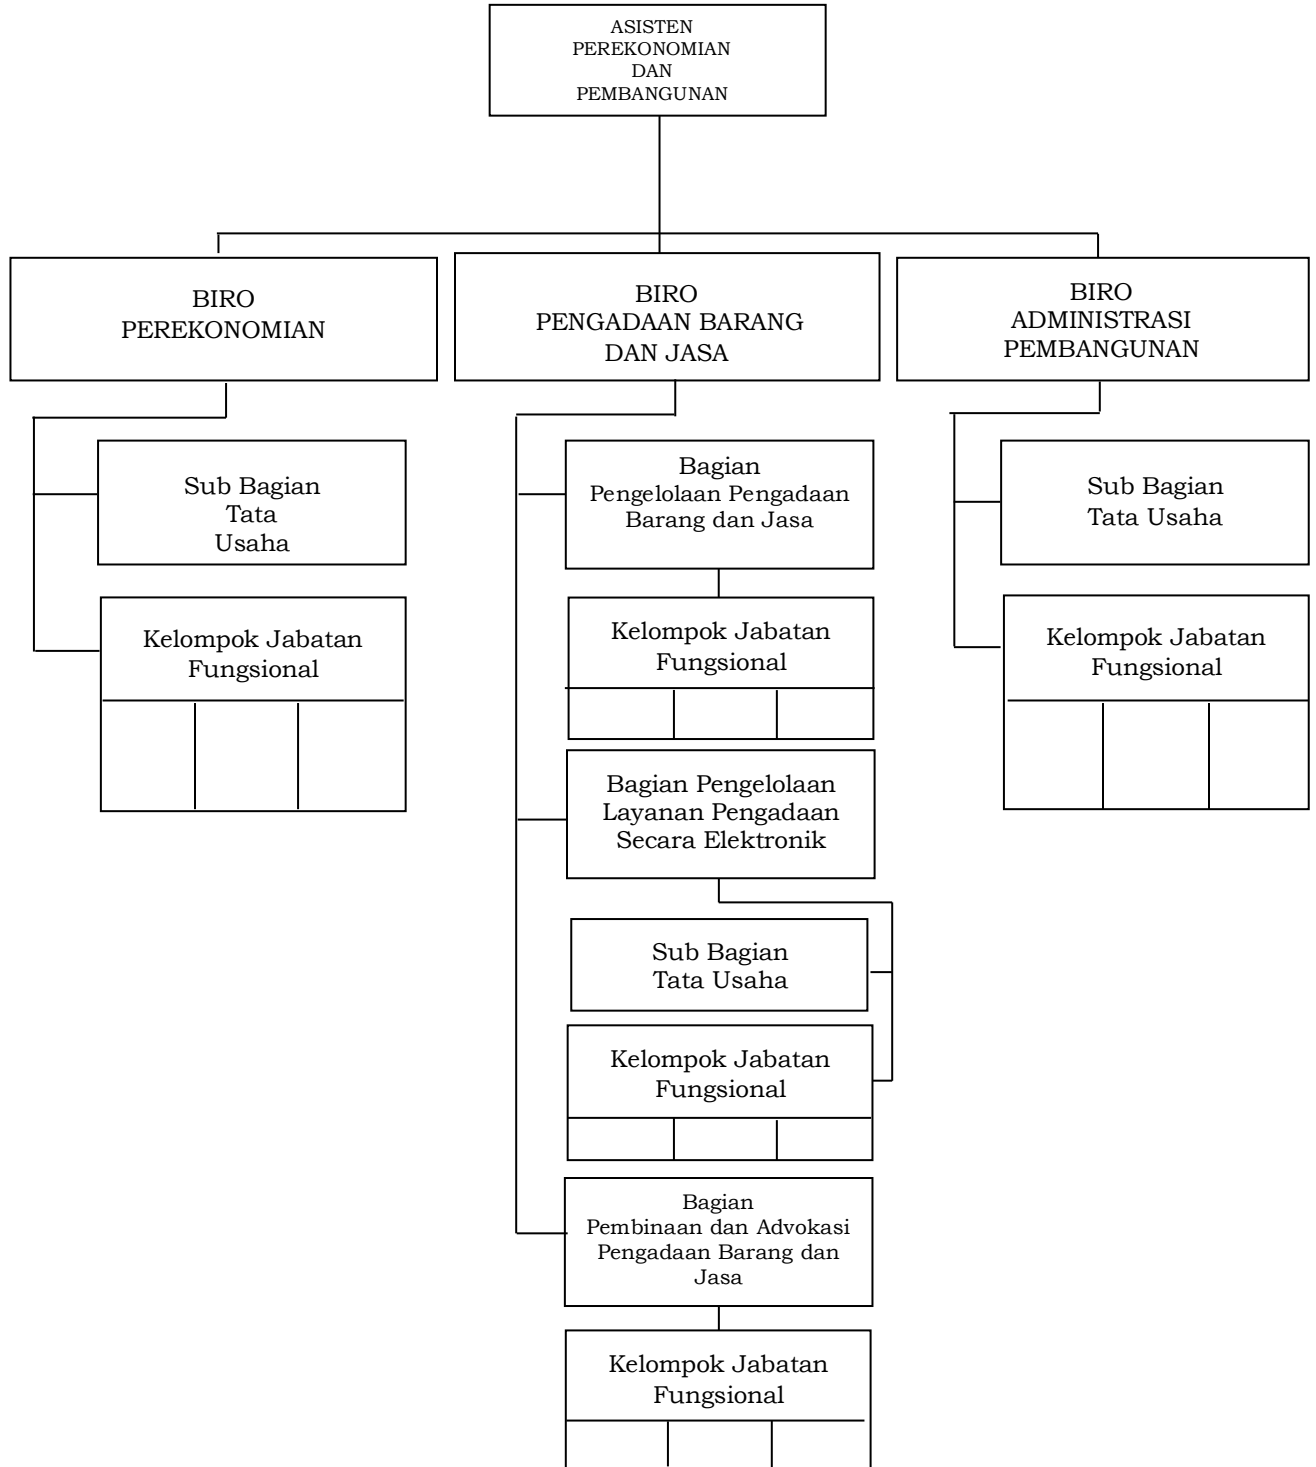 ASISTEN
PEREKONOMIAN
DAN
PEMBANGUNAN
BIRO
PEREKONOMIAN
BIRO
PENGADAAN BARANG
DAN JASA
BIRO
ADMINISTRASI
PEMBANGUNAN
Sub Bagian
Tata
Usaha
Kelompok Jabatan
Fungsional
Bagian
Pengelolaan Pengadaan
Barang dan Jasa
Kelompok Jabatan
Fungsional
Bagian Pengelolaan
Layanan Pengadaan
Secara Elektronik
Sub Bagian
Tata Usaha
Kelompok Jabatan
Fungsional
Bagian
Pembinaan dan Advokasi
Pengadaan Barang dan
Jasa
Kelompok Jabatan
Fungsional
Sub Bagian
Tata Usaha
Kelompok Jabatan
Fungsional